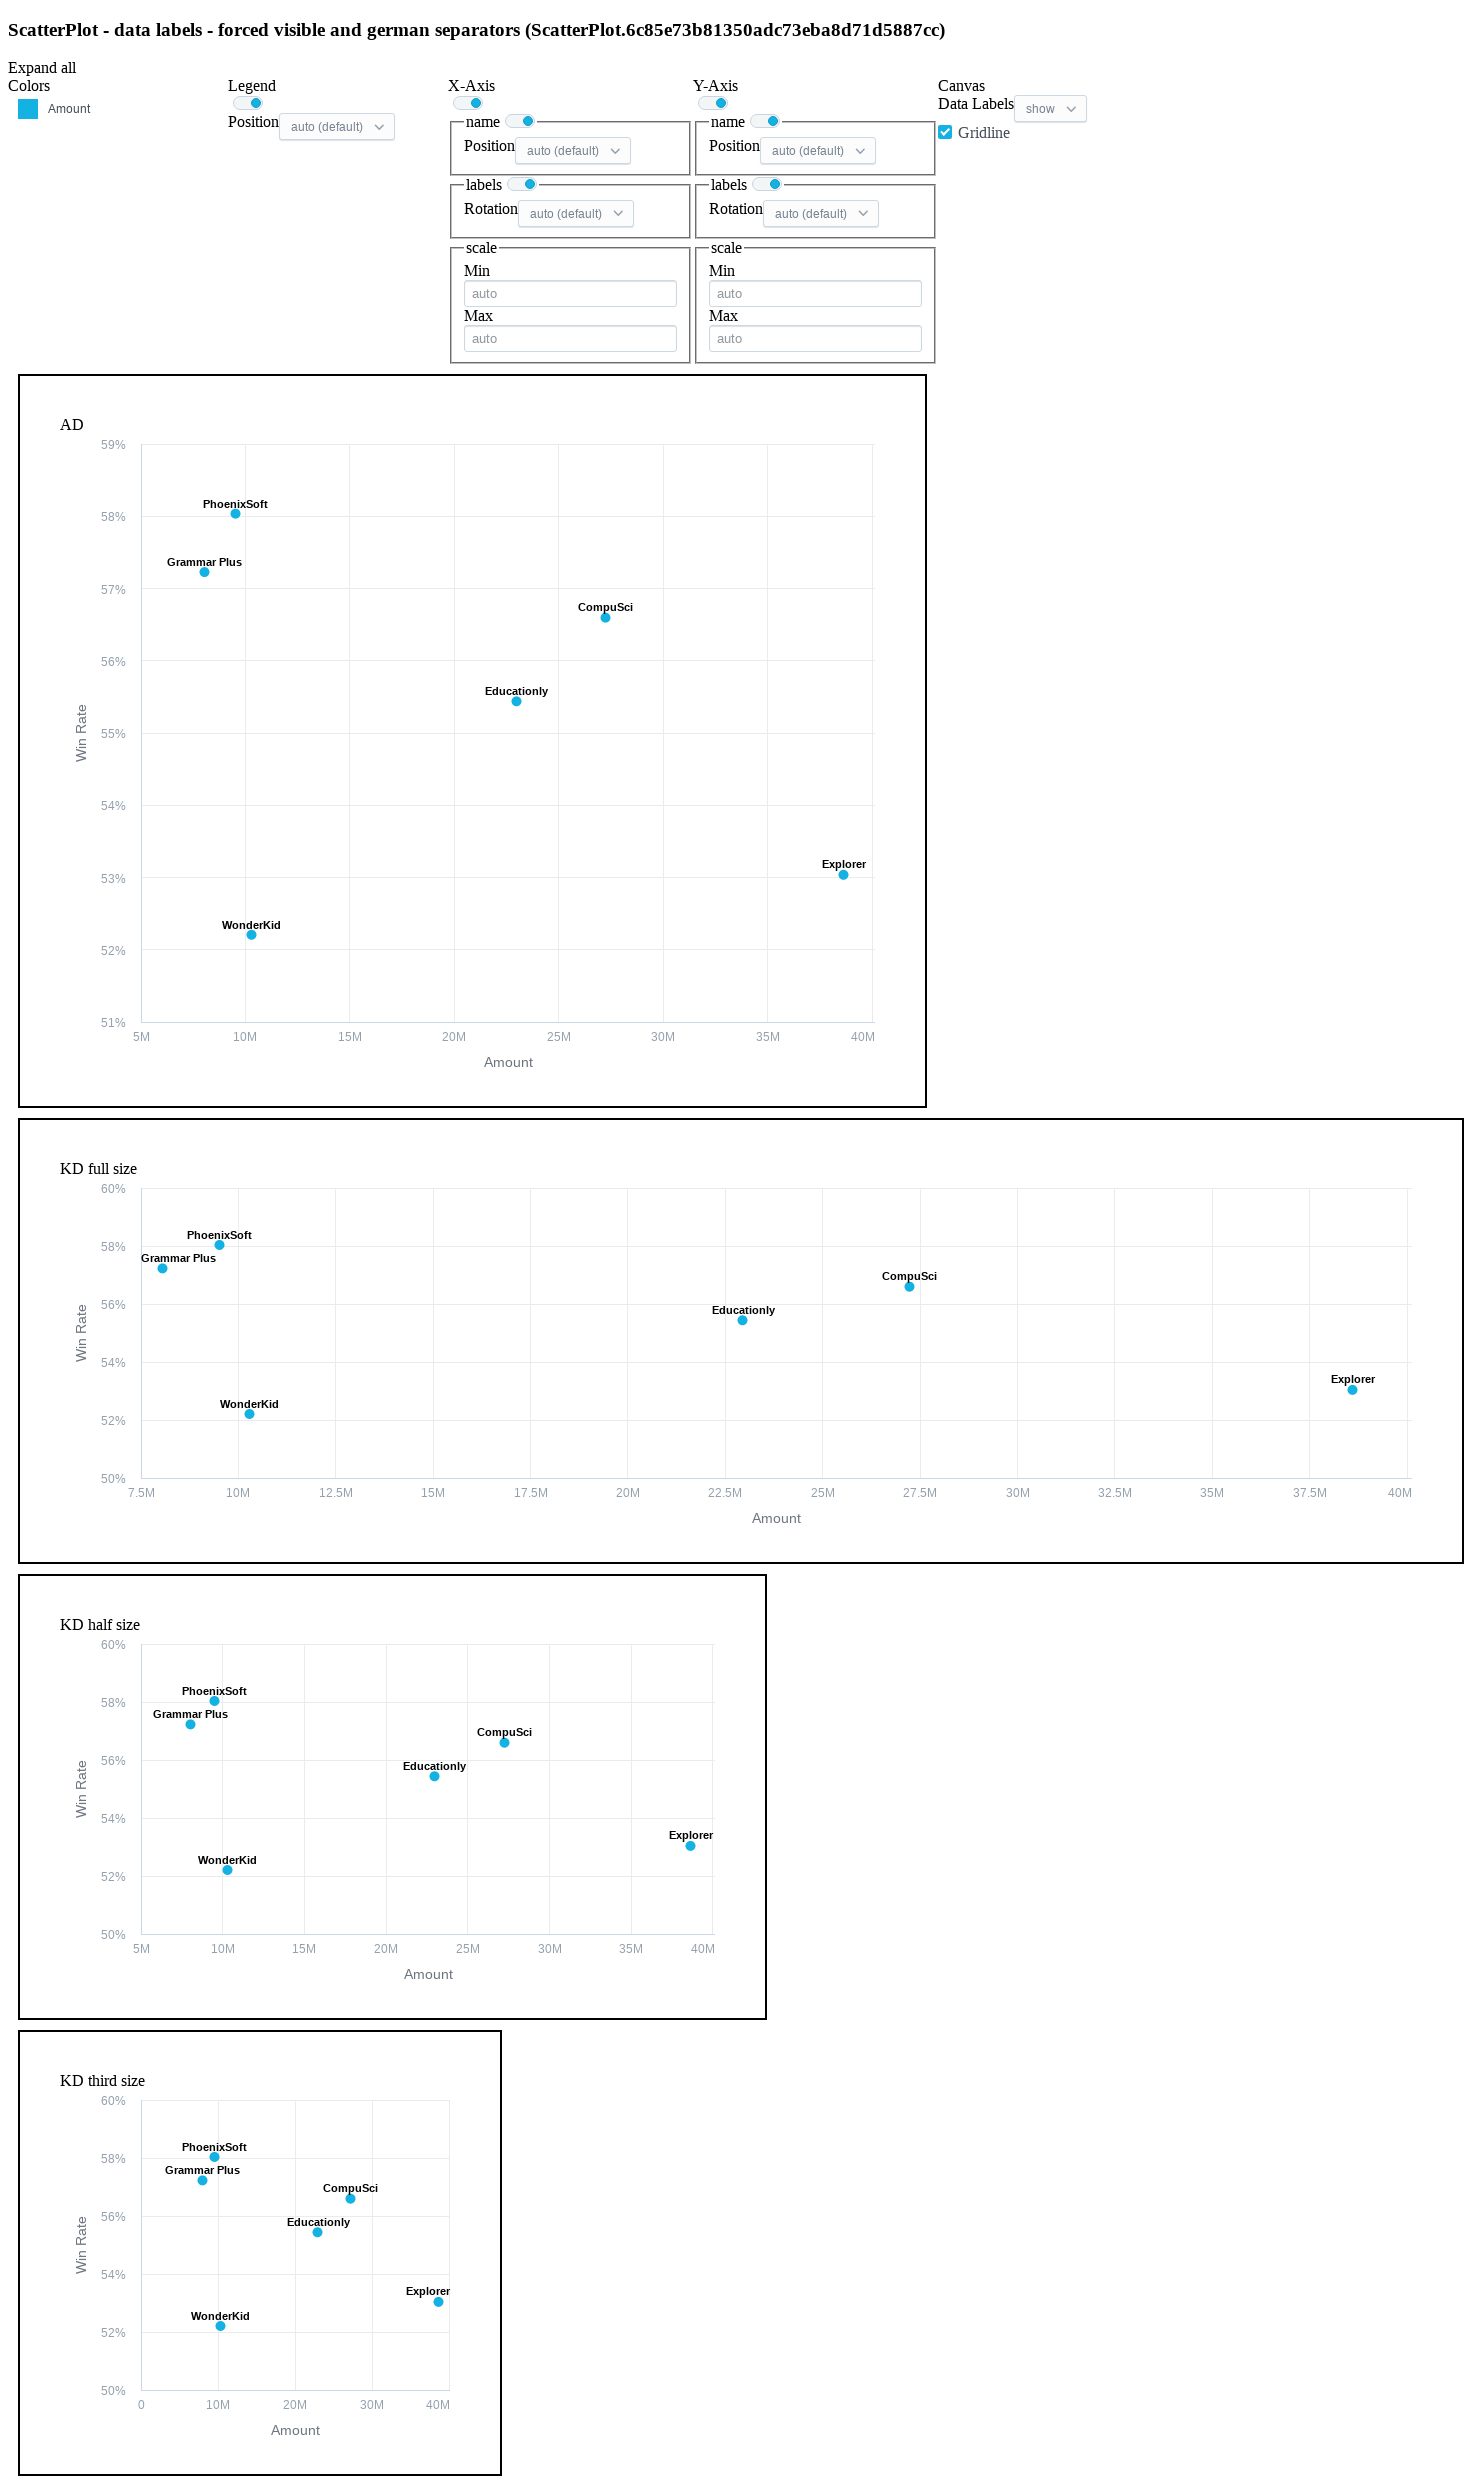 ScatterPlot - data labels - forced visible and german separators (ScatterPlot.6c85e73b81350adc73eba8d71d5887cc)
Expand all
Colors
Amount
Legend
Position auto (default)
X-Axis
name
Position auto (default)
labels
Rotation auto (default)
scale
Min
auto
Max
auto
Y-Axis
name
Position auto (default)
labels
Rotation auto (default)
scale
Min
auto
Max
auto
Canvas
Data Labels show
Gridline
AD
59%
PhoenixSoft
58%
Grammar Plus
57%
CompuSci
56%
Educationly
Win Rate
55%
54%
Explorer
53%
WonderKid
52%
51%
5M 10M 15M 20M 25M 30M 35M 40M
Amount
KD full size
60%
PhoenixSoft
58%
Grammar Plus
CompuSci
56%
Educationly
Win Rate
54%
Explorer
WonderKid
52%
50%
7.5M 10M 12.5M 15M 17.5M 20M 22.5M 25M 27.5M 30M 32.5M 35M 37.5M 40M
Amount
KD half size
60%
PhoenixSoft
58%
Grammar Plus
CompuSci
56%
Educationly
Win Rate
54%
Explorer
WonderKid
52%
50%
5M 10M 15M 20M 25M 30M 35M 40M
Amount
KD third size
60%
PhoenixSoft
58%
Grammar Plus
CompuSci
56%
Educationly
Win Rate
54%
Explorer
WonderKid
52%
50%
0 10M 20M 30M 40M
Amount